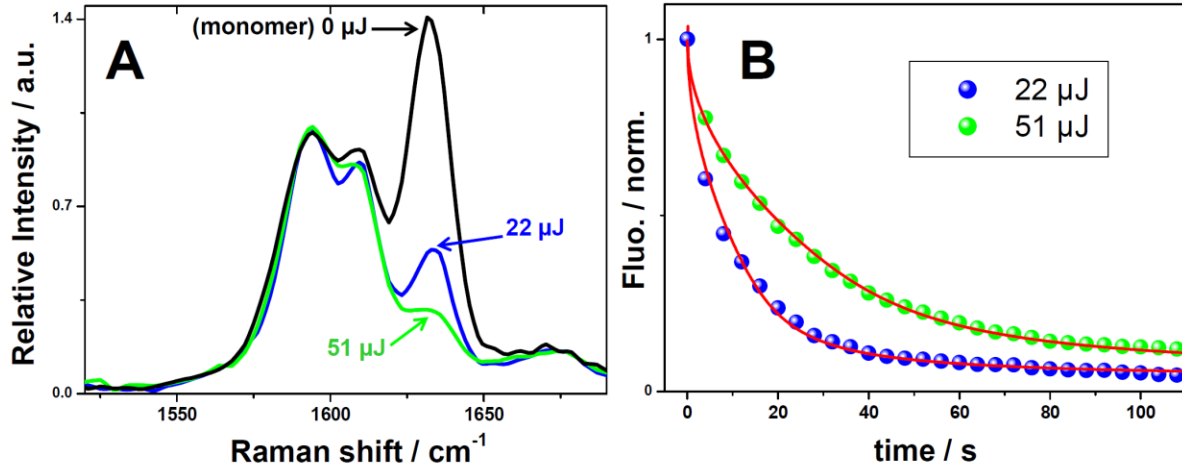 A
(monomer) 0 µJ
22 µJ
51 µJ
1.4
0.7
0.0
Relative Intensity / a.u.
1550
1600
1650
Raman shift / cm-1
B
22 µJ
51 µJ
1
0
Fluo. / norm.
0
20
40
60
80
100
time / s